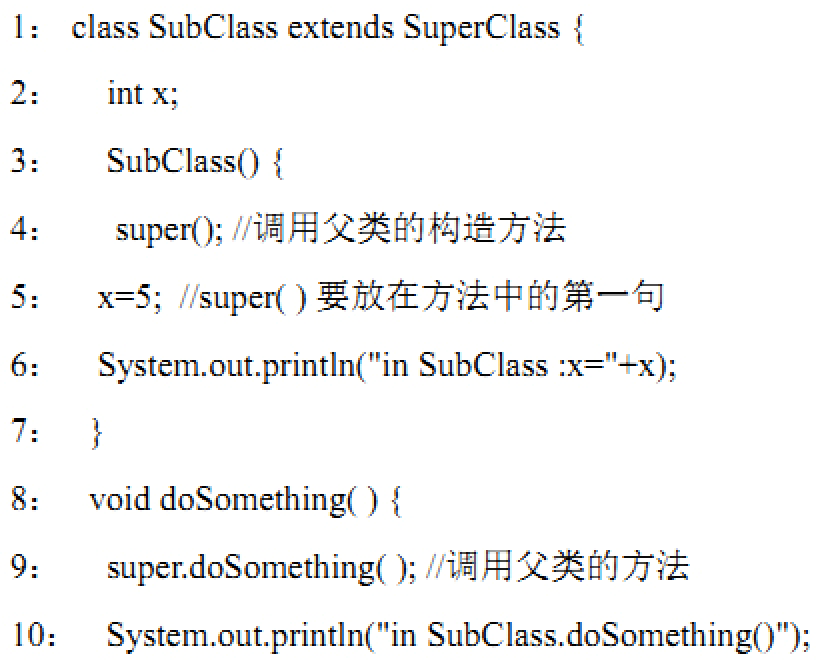 1： class SubClass extends SuperClass {
2： int x;
3： SubClass() {
4： super(); //调用父类的构造方法
5： x=5; //super( ) 要放在方法中的第一句
6： System.out.println("in SubClass :x="+x);
7： }
8： void doSomething( ) {
9： super.doSomething( ); //调用父类的方法
10： System.out.println("in SubClass.doSomething()");